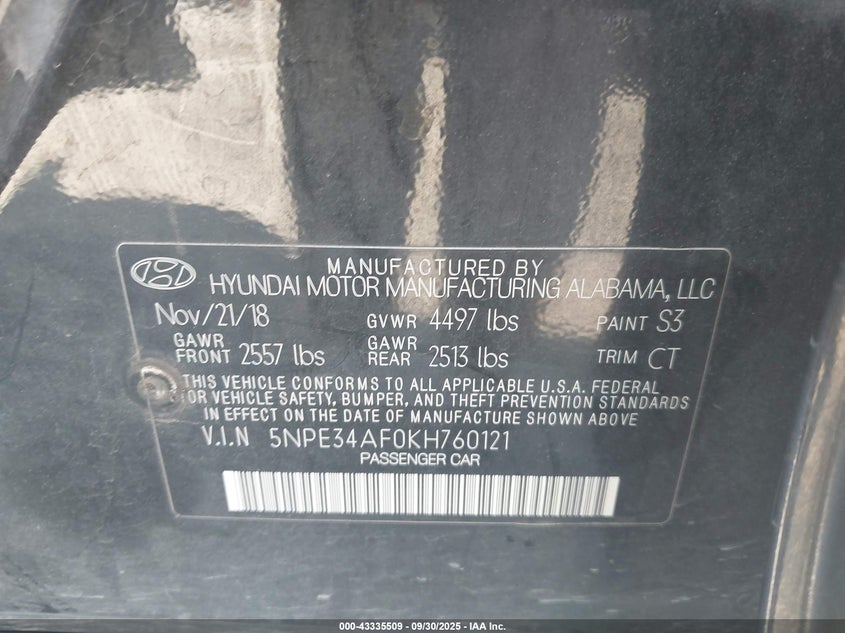 MANUFACTURED BY
HYUNDAI MOTOR MANUFACTURING ALABAMA, LLC
Nov/21/18 GVWR 4497 lbs PAINT S3
GAWR FRONT 2557 lbs GAWR REAR 2513 lbs TRIM CT
THIS VEHICLE CONFORMS TO ALL APPLICABLE U.S.A. FEDERAL
MOTOR VEHICLE SAFETY, BUMPER, AND THEFT PREVENTION STANDARDS
IN EFFECT ON THE DATE OF MANUFACTURE SHOWN ABOVE
V.I.N 5NPE34AF0KH760121
PASSENGER CAR
000-43335509 - 09/30/2025 - IAA Inc.